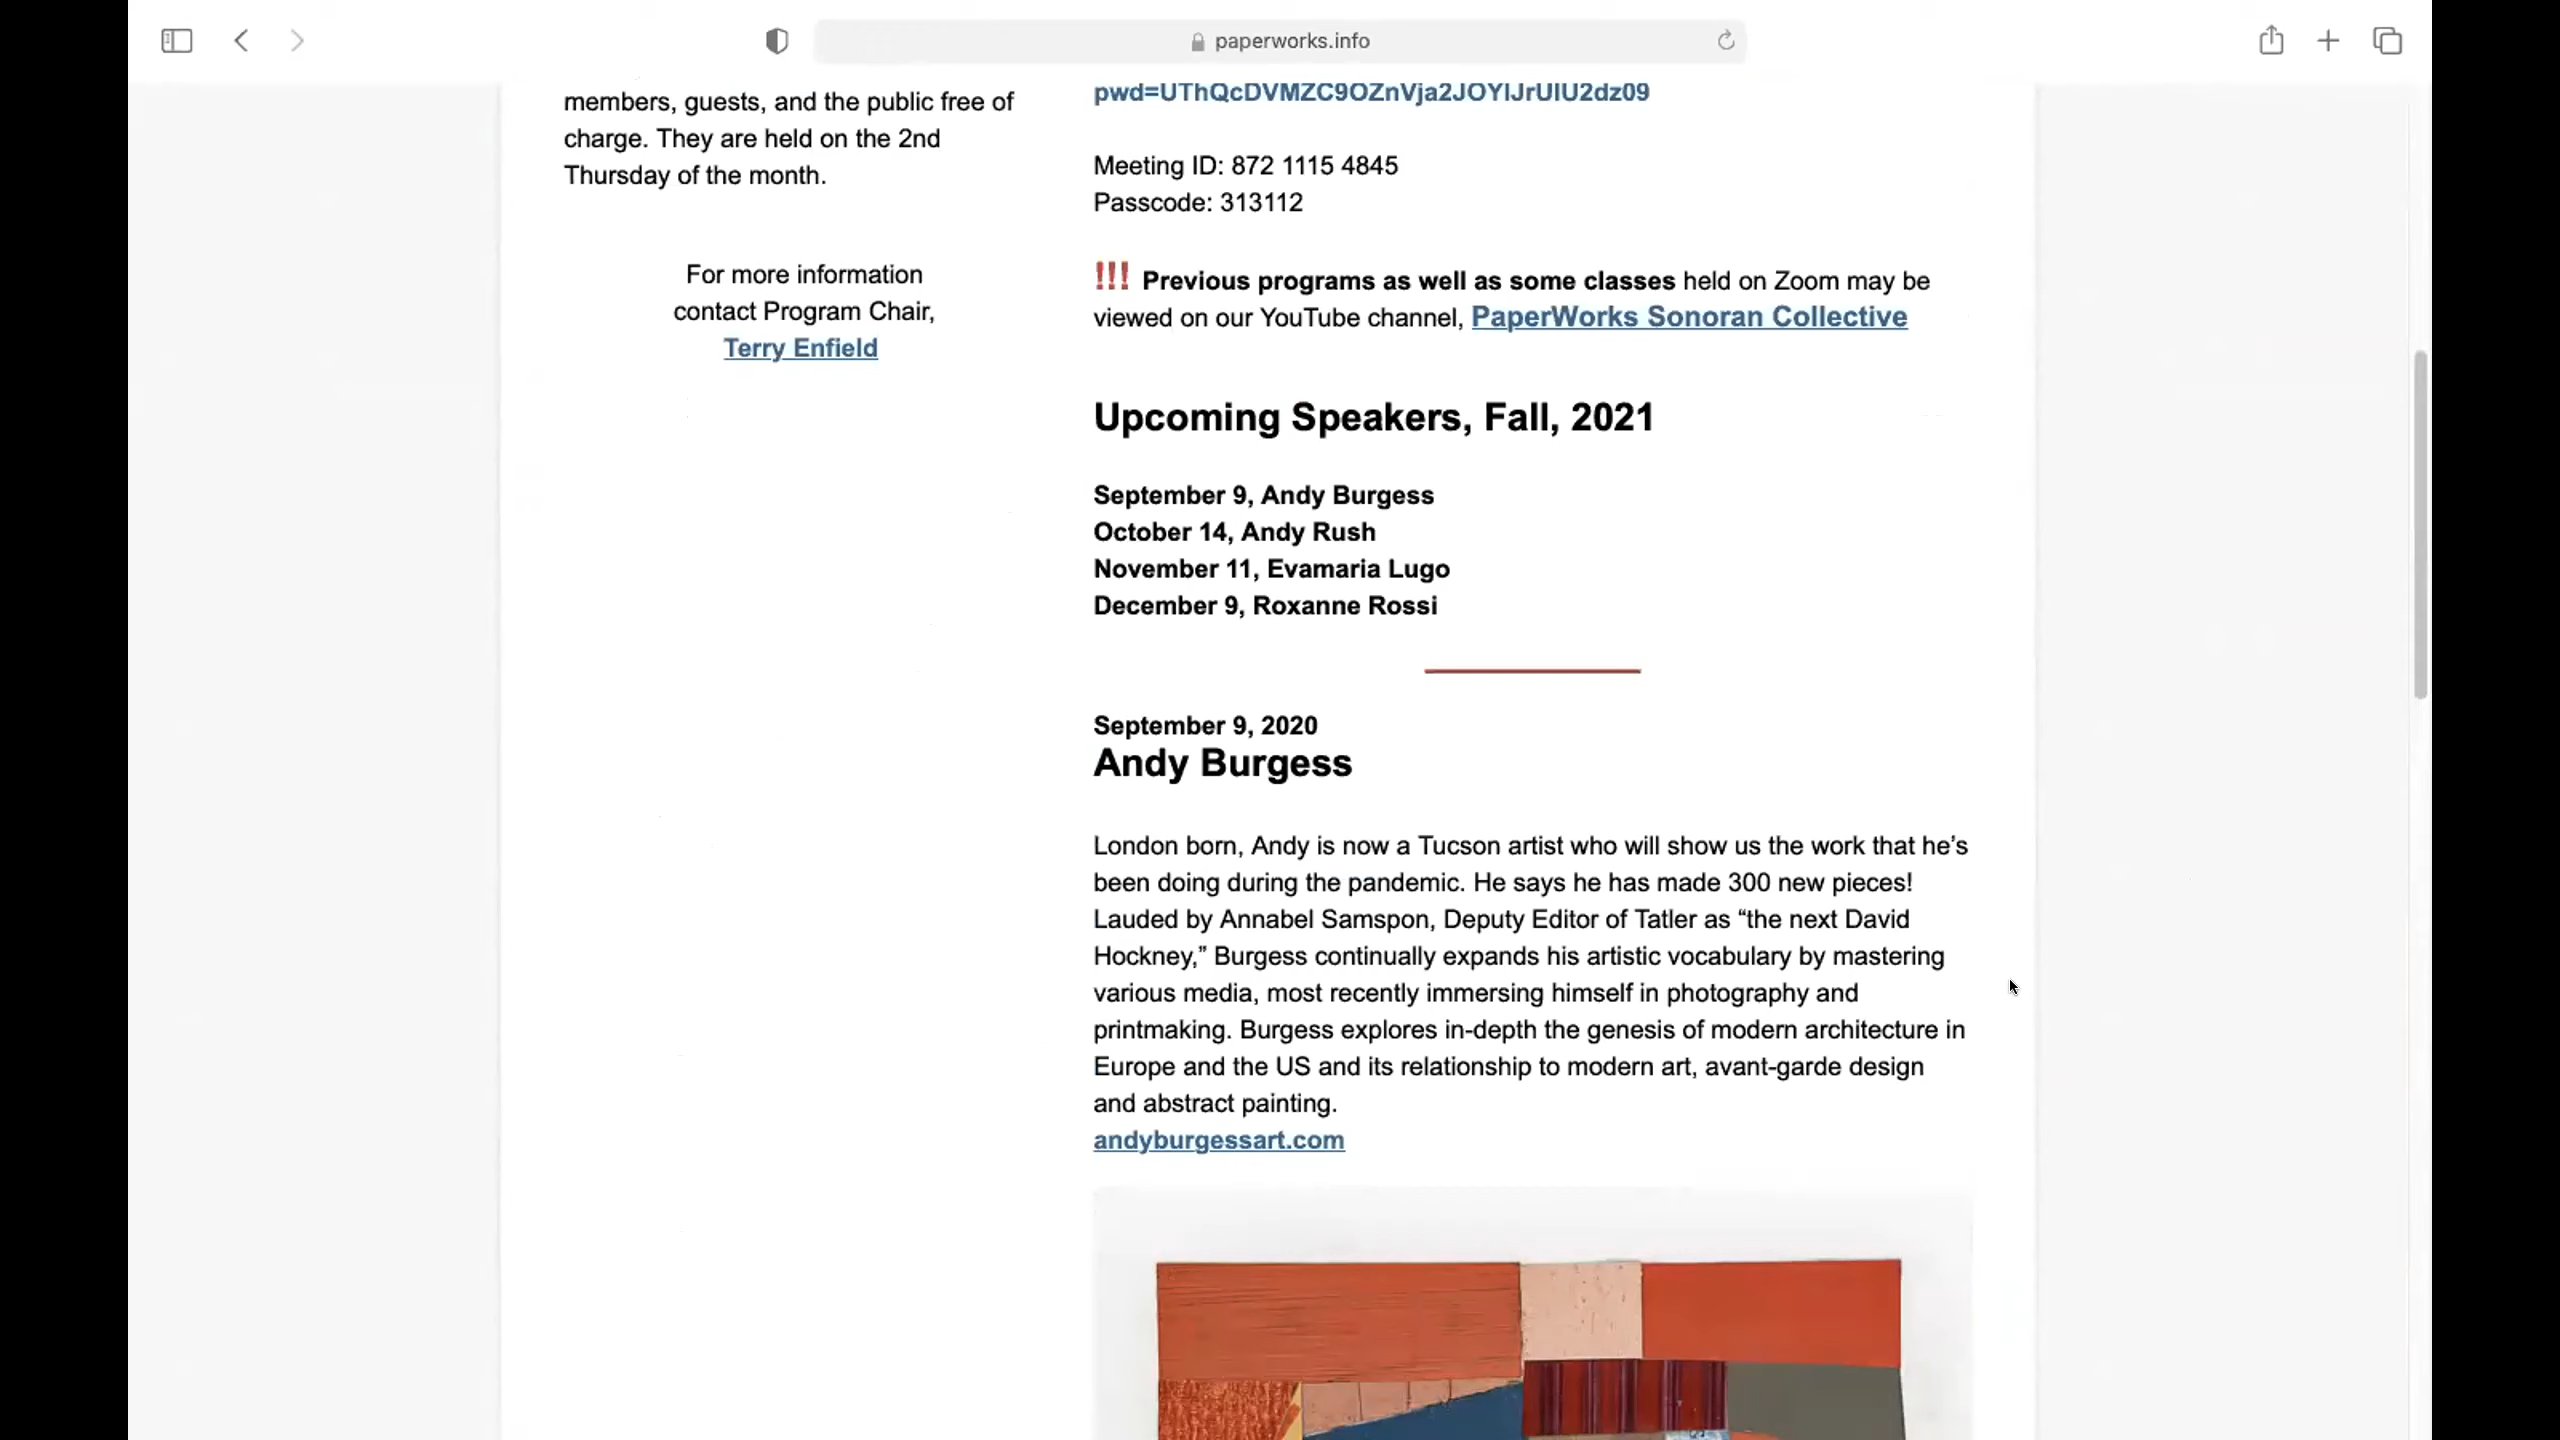 paperworks.info
members, guests, and the public free of
charge. They are held on the 2nd
Thursday of the month.
For more information
contact Program Chair,
Terry Enfield
pwd=UThQcDVMZC9OZnVja2JOYlJrUlU2dz09
Meeting ID: 872 1115 4845
Passcode: 313112
!!! Previous programs as well as some classes held on Zoom may be
viewed on our YouTube channel, PaperWorks Sonoran Collective
Upcoming Speakers, Fall, 2021
September 9, Andy Burgess
October 14, Andy Rush
November 11, Evamaria Lugo
December 9, Roxanne Rossi
September 9, 2020
Andy Burgess
London born, Andy is now a Tucson artist who will show us the work that he’s
been doing during the pandemic. He says he has made 300 new pieces!
Lauded by Annabel Samspon, Deputy Editor of Tatler as “the next David
Hockney,” Burgess continually expands his artistic vocabulary by mastering
various media, most recently immersing himself in photography and
printmaking. Burgess explores in-depth the genesis of modern architecture in
Europe and the US and its relationship to modern art, avant-garde design
and abstract painting.
andyburgessart.com